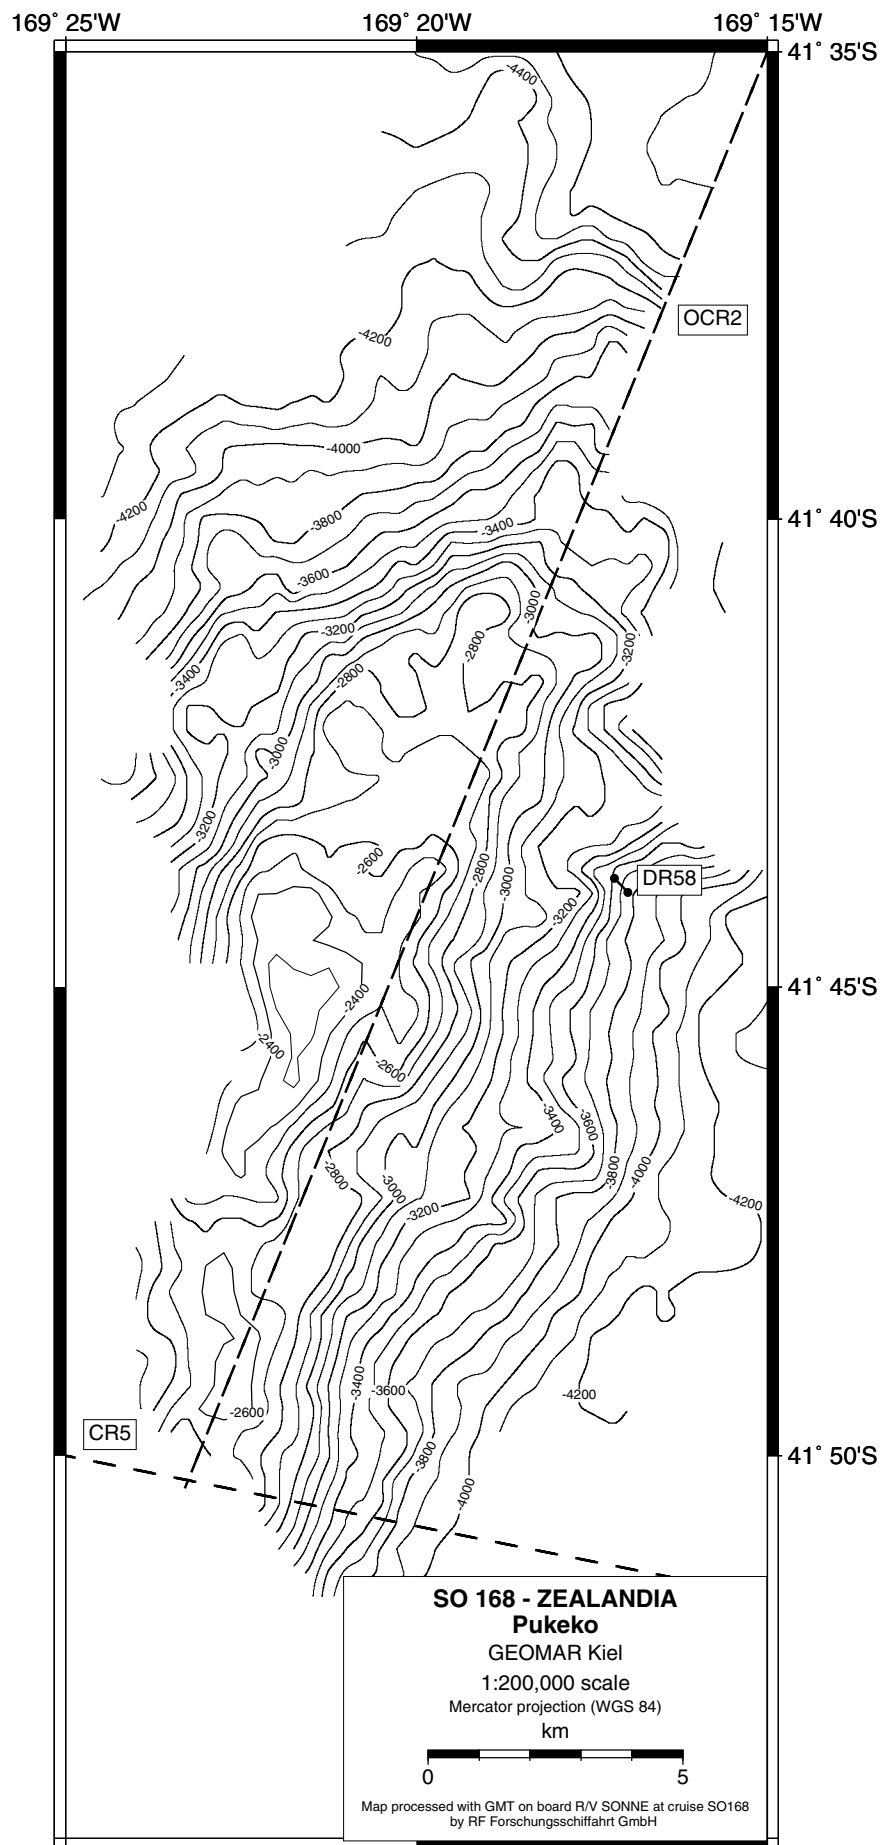 169° 25'W
169° 20'W
169° 15'W
41° 35'S
-4400
OCR2
-4200
-4000
-4200
-3800
41° 40'S
-3400
-3600
-3000
-3200
-2800
-3200
-2800
-3400
-3000
-3200
-2600
-2800
-3000
DR58
-3200
41° 45'S
-2400
-2400
-2600
-3400
-3600
-3800
-4000
-2800
-3000
-3200
-4200
-3400
-3600
-4200
-2600
CR5
-3800
41° 50'S
-4000
SO 168 - ZEALANDIA
Pukeko
GEOMAR Kiel
1:200,000 scale
Mercator projection (WGS 84)
km
0 5
Map processed with GMT on board R/V SONNE at cruise SO168
by RF Forschungsschiffahrt GmbH